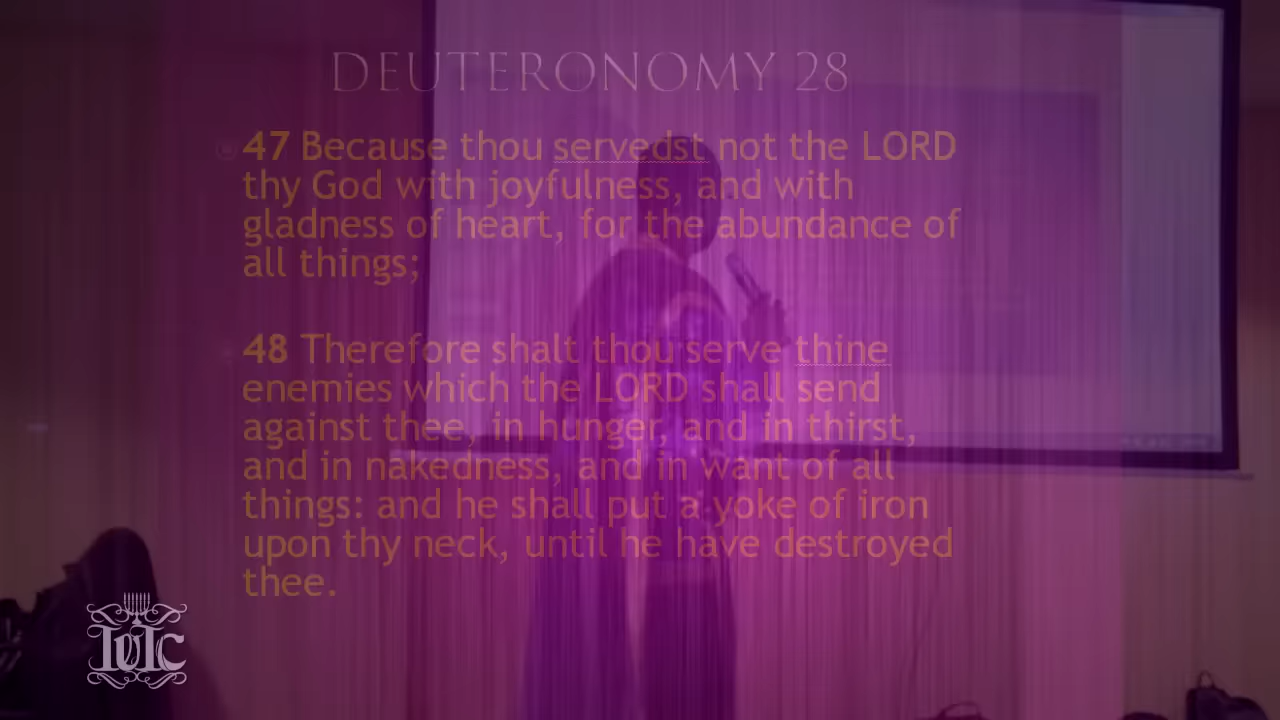 DEUTERONOMY 28
47 Because thou servedst not the LORD
thy God with joyfulness, and with
gladness of heart, for the abundance of
all things;
48 Therefore shalt thou serve thine
enemies which the LORD shall send
against thee, in hunger, and in thirst,
and in nakedness, and in want of all
things: and he shall put a yoke of iron
upon thy neck, until he have destroyed
thee.
IUIC